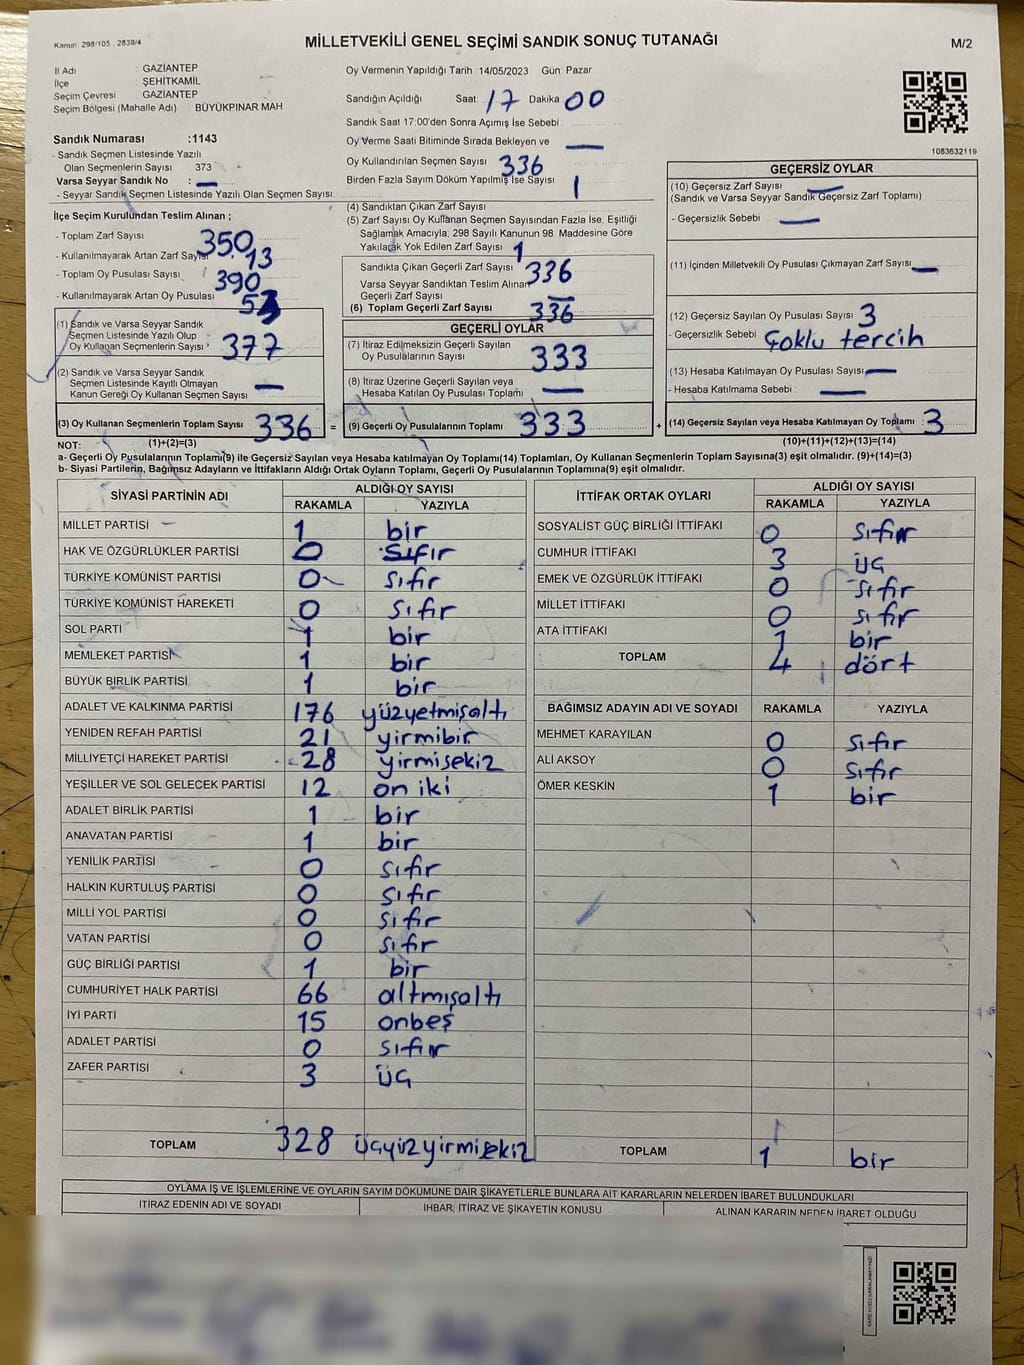 Kanun 298/105 , 2839/4
MİLLETVEKİLİ GENEL SEÇİMİ SANDIK SONUÇ TUTANAĞI
M/2
İl Adı : GAZİANTEP
İlçe : ŞEHİTKAMİL
Seçim Çevresi : GAZİANTEP
Seçim Bölgesi (Mahalle Adı) : BÜYÜKPINAR MAH
Sandık Numarası :1143
- Sandık Seçmen Listesinde Yazılı
Olan Seçmenlerin Sayısı : 373
Varsa Seyyar Sandık No : —
- Seyyar Sandık Seçmen Listesinde Yazılı Olan Seçmen Sayısı:
Oy Vermenin Yapıldığı Tarih 14/05/2023 Gün: Pazar
Sandığın Açıldığı Saat: 17 Dakika 00
Sandık Saat 17:00'den Sonra Açımış İse Sebebi :
Oy Verme Saati Bitiminde Sırada Bekleyen ve —
Oy Kullandırılan Seçmen Sayısı 336
Birden Fazla Sayım Döküm Yapılmış İse Sayısı 1
1083632119
İlçe Seçim Kurulundan Teslim Alınan ;
- Toplam Zarf Sayısı 350
- Kullanılmayarak Artan Zarf Sayısı 13
- Toplam Oy Pusulası Sayısı 390
- Kullanılmayarak Artan Oy Pusulası
(1) Sandık ve Varsa Seyyar Sandık
Seçmen Listesinde Yazılı Olup
Oy Kullanan Seçmenlerin Sayısı 377
(2) Sandık ve Varsa Seyyar Sandık
Seçmen Listesinde Kayıtlı Olmayan
Kanun Gereği Oy Kullanan Seçmen Sayısı —
(3) Oy Kullanan Seçmenlerin Toplam Sayısı 336 =
(1)+(2)=(3)
(4) Sandıktan Çıkan Zarf Sayısı
(5) Zarf Sayısı Oy Kullanan Seçmen Sayısından Fazla İse, Eşitliği
Sağlamak Amacıyla; 298 Sayılı Kanunun 98. Maddesine Göre
Yakılarak Yok Edilen Zarf Sayısı 1
Sandıkta Çıkan Geçerli Zarf Sayısı 336
Varsa Seyyar Sandıktan Teslim Alınan
Geçerli Zarf Sayısı —
(6) Toplam Geçerli Zarf Sayısı 336
GEÇERLİ OYLAR
(7) İtiraz Edilmeksizin Geçerli Sayılan
Oy Pusulalarının Sayısı 333
(8) İtiraz Üzerine Geçerli Sayılan veya
Hesaba Katılan Oy Pusulası Toplamı —
(9) Geçerli Oy Pusulalarının Toplamı 333 +
GEÇERSİZ OYLAR
(10) Geçersiz Zarf Sayısı —
(Sandık ve Varsa Seyyar Sandık Geçersiz Zarf Toplamı)
- Geçersizlik Sebebi : —
(11) İçinden Milletvekili Oy Pusulası Çıkmayan Zarf Sayısı —
(12) Geçersiz Sayılan Oy Pusulası Sayısı : 3
- Geçersizlik Sebebi : çoklu tercih
(13) Hesaba Katılmayan Oy Pusulası Sayısı —
- Hesaba Katılmama Sebebi : —
(14) Geçersiz Sayılan veya Hesaba Katılmayan Oy Toplamı : 3
(10)+(11)+(12)+(13)=(14)
NOT:
a- Geçerli Oy Pusulalarının Toplamı(9) ile Geçersiz Sayılan veya Hesaba katılmayan Oy Toplamı(14) Toplamları, Oy Kullanan Seçmenlerin Toplam Sayısına(3) eşit olmalıdır. (9)+(14)=(3)
b- Siyasi Partilerin, Bağımsız Adayların ve İttifakların Aldığı Ortak Oyların Toplamı, Geçerli Oy Pusulalarının Toplamına(9) eşit olmalıdır.
SİYASİ PARTİNİN ADI ALDIĞI OY SAYISI
RAKAMLA YAZIYLA
MİLLET PARTİSİ 1 bir
HAK VE ÖZGÜRLÜKLER PARTİSİ 0 sıfır
TÜRKİYE KOMÜNİST PARTİSİ 0 sıfır
TÜRKİYE KOMÜNİST HAREKETİ 0 sıfır
SOL PARTİ 1 bir
MEMLEKET PARTİSİ 1 bir
BÜYÜK BİRLİK PARTİSİ 1 bir
ADALET VE KALKINMA PARTİSİ 176 yüzyetmişaltı
YENİDEN REFAH PARTİSİ 21 yirmibir
MİLLİYETÇİ HAREKET PARTİSİ 28 yirmisekiz
YEŞİLLER VE SOL GELECEK PARTİSİ 12 on iki
ADALET BİRLİK PARTİSİ 1 bir
ANAVATAN PARTİSİ 1 bir
YENİLİK PARTİSİ 0 sıfır
HALKIN KURTULUŞ PARTİSİ 0 sıfır
MİLLİ YOL PARTİSİ 0 sıfır
VATAN PARTİSİ 0 sıfır
GÜÇ BİRLİĞİ PARTİSİ 1 bir
CUMHURİYET HALK PARTİSİ 66 altmışaltı
İYİ PARTİ 15 onbeş
ADALET PARTİSİ 0 sıfır
ZAFER PARTİSİ 3 üç
TOPLAM 328 üçyüzyirmisekiz
İTTİFAK ORTAK OYLARI ALDIĞI OY SAYISI
RAKAMLA YAZIYLA
SOSYALİST GÜÇ BİRLİĞİ İTTİFAKI 0 sıfır
CUMHUR İTTİFAKI 3 üç
EMEK VE ÖZGÜRLÜK İTTİFAKI 0 sıfır
MİLLET İTTİFAKI 0 sıfır
ATA İTTİFAKI 1 bir
TOPLAM 4 dört
BAĞIMSIZ ADAYIN ADI VE SOYADI RAKAMLA YAZIYLA
MEHMET KARAYILAN 0 sıfır
ALİ AKSOY 0 sıfır
ÖMER KESKİN 1 bir
TOPLAM 1 bir
OYLAMA İŞ VE İŞLEMLERİNE VE OYLARIN SAYIM DÖKÜMÜNE DAİR ŞİKAYETLERLE BUNLARA AİT KARARLARIN NELERDEN İBARET BULUNDUKLARI
İTİRAZ EDENİN ADI VE SOYADI İHBAR, İTİRAZ VE ŞİKAYETİN KONUSU ALINAN KARARIN NEDEN İBARET OLDUĞU